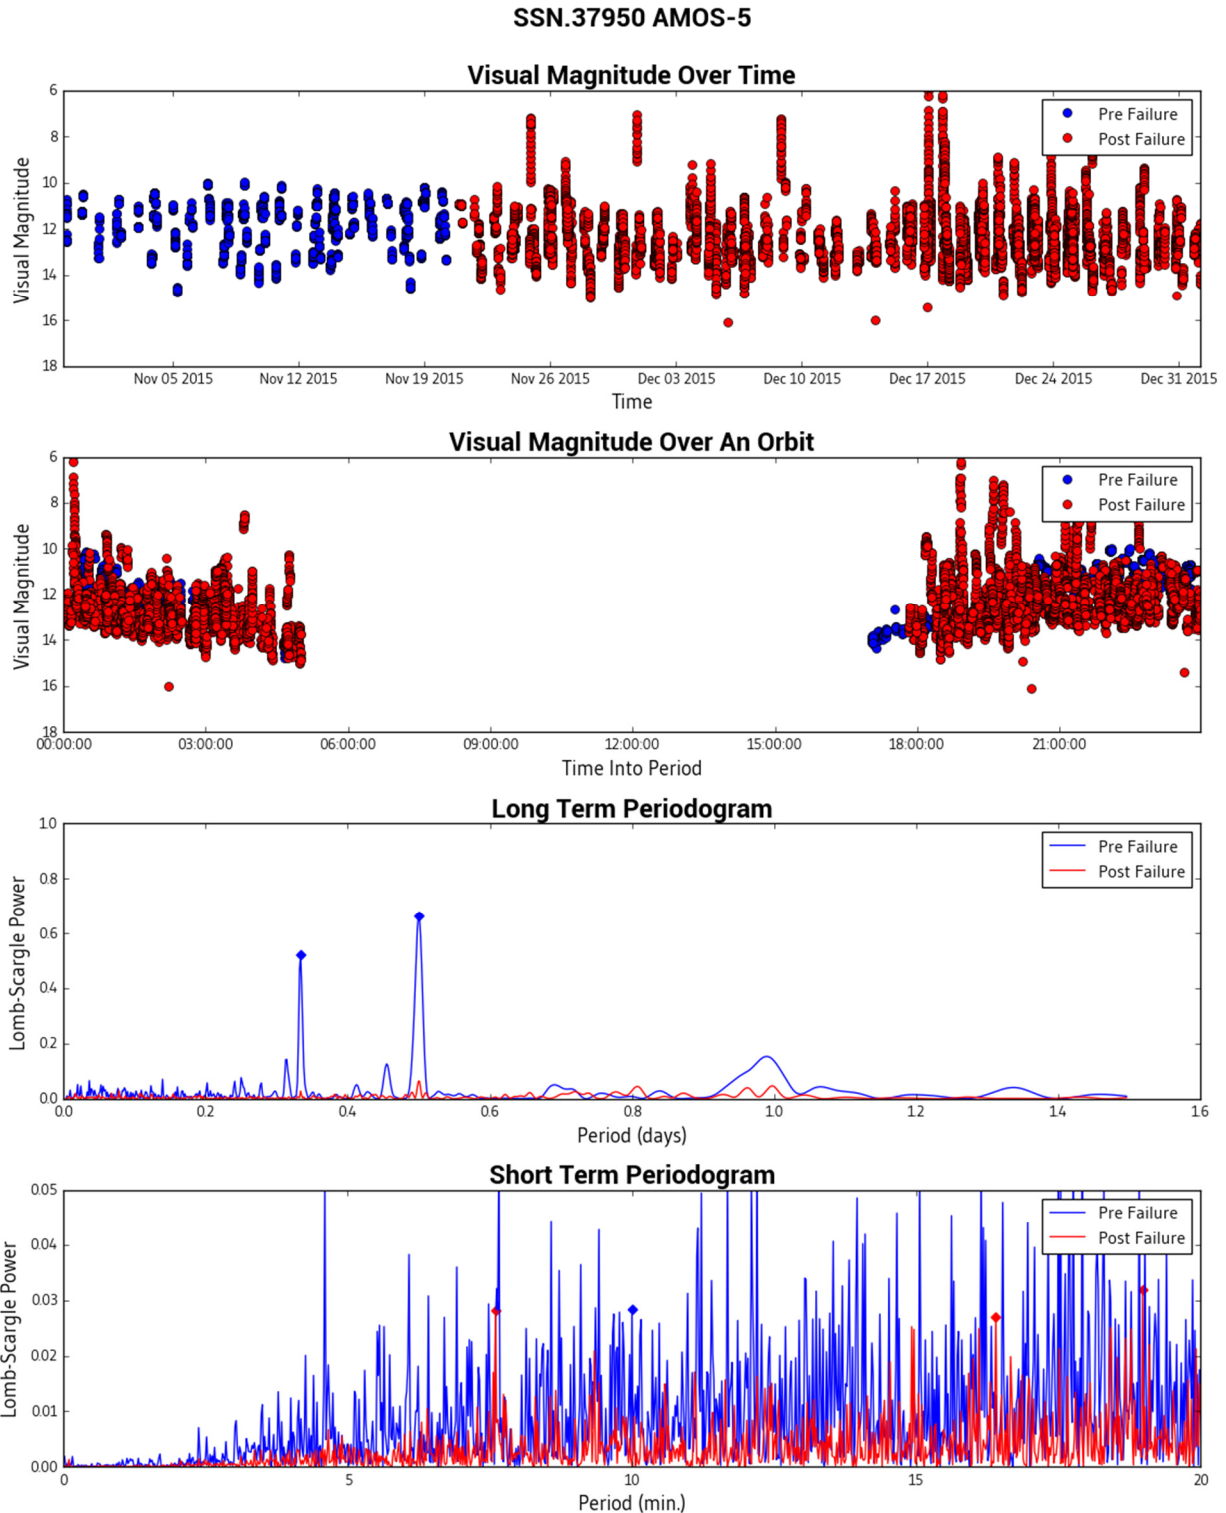 SSN.37950 AMOS-5
Visual Magnitude Over Time
6
8
10
12
14
16
18
Visual Magnitude
Pre Failure
Post Failure
Nov 05 2015 Nov 12 2015 Nov 19 2015 Nov 26 2015 Dec 03 2015 Dec 10 2015 Dec 17 2015 Dec 24 2015 Dec 31 2015
Time
Visual Magnitude Over An Orbit
6
8
10
12
14
16
18
Visual Magnitude
Pre Failure
Post Failure
00:00:00 03:00:00 06:00:00 09:00:00 12:00:00 15:00:00 18:00:00 21:00:00
Time Into Period
Long Term Periodogram
1.0
0.8
0.6
0.4
0.2
0.0
Lomb-Scargle Power
Pre Failure
Post Failure
0.0 0.2 0.4 0.6 0.8 1.0 1.2 1.4 1.6
Period (days)
Short Term Periodogram
0.05
0.04
0.03
0.02
0.01
0.00
Lomb-Scargle Power
Pre Failure
Post Failure
0 5 10 15 20
Period (min.)